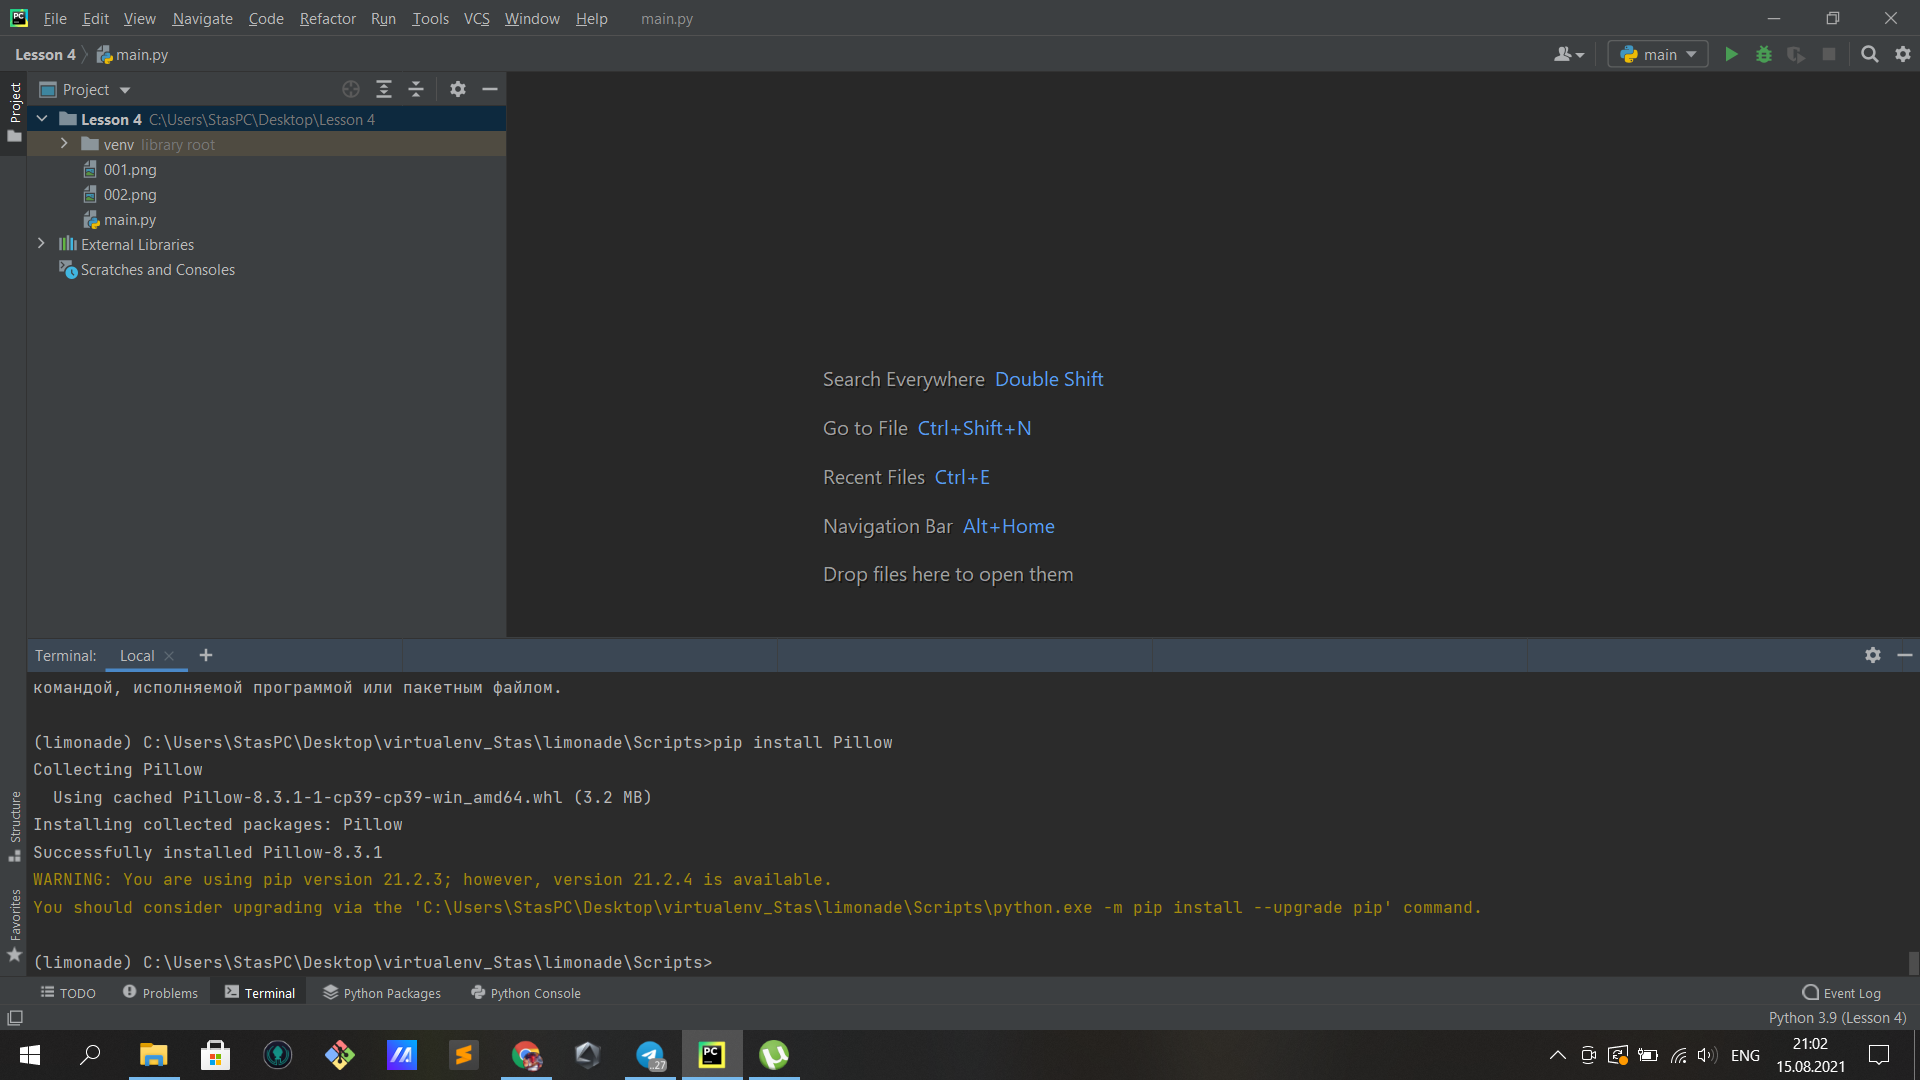 File Edit View Navigate Code Refactor Run Tools VCS Window Help main.py
Lesson 4 main.py main
Project
Project
Lesson 4 C:\Users\StasPC\Desktop\Lesson 4
venv library root
001.png
002.png
main.py
External Libraries
Scratches and Consoles
Search Everywhere Double Shift
Go to File Ctrl+Shift+N
Recent Files Ctrl+E
Navigation Bar Alt+Home
Drop files here to open them
Terminal: Local
командой, исполняемой программой или пакетным файлом.
(limonade) C:\Users\StasPC\Desktop\virtualenv_Stas\limonade\Scripts>pip install Pillow
Collecting Pillow
Using cached Pillow-8.3.1-1-cp39-cp39-win_amd64.whl (3.2 MB)
Installing collected packages: Pillow
Successfully installed Pillow-8.3.1
WARNING: You are using pip version 21.2.3; however, version 21.2.4 is available.
You should consider upgrading via the 'C:\Users\StasPC\Desktop\virtualenv_Stas\limonade\Scripts\python.exe -m pip install --upgrade pip' command.
(limonade) C:\Users\StasPC\Desktop\virtualenv_Stas\limonade\Scripts>
Structure
Favorites
TODO Problems Terminal Python Packages Python Console Event Log
Python 3.9 (Lesson 4)
PC
27
PC
ENG
21:02
15.08.2021